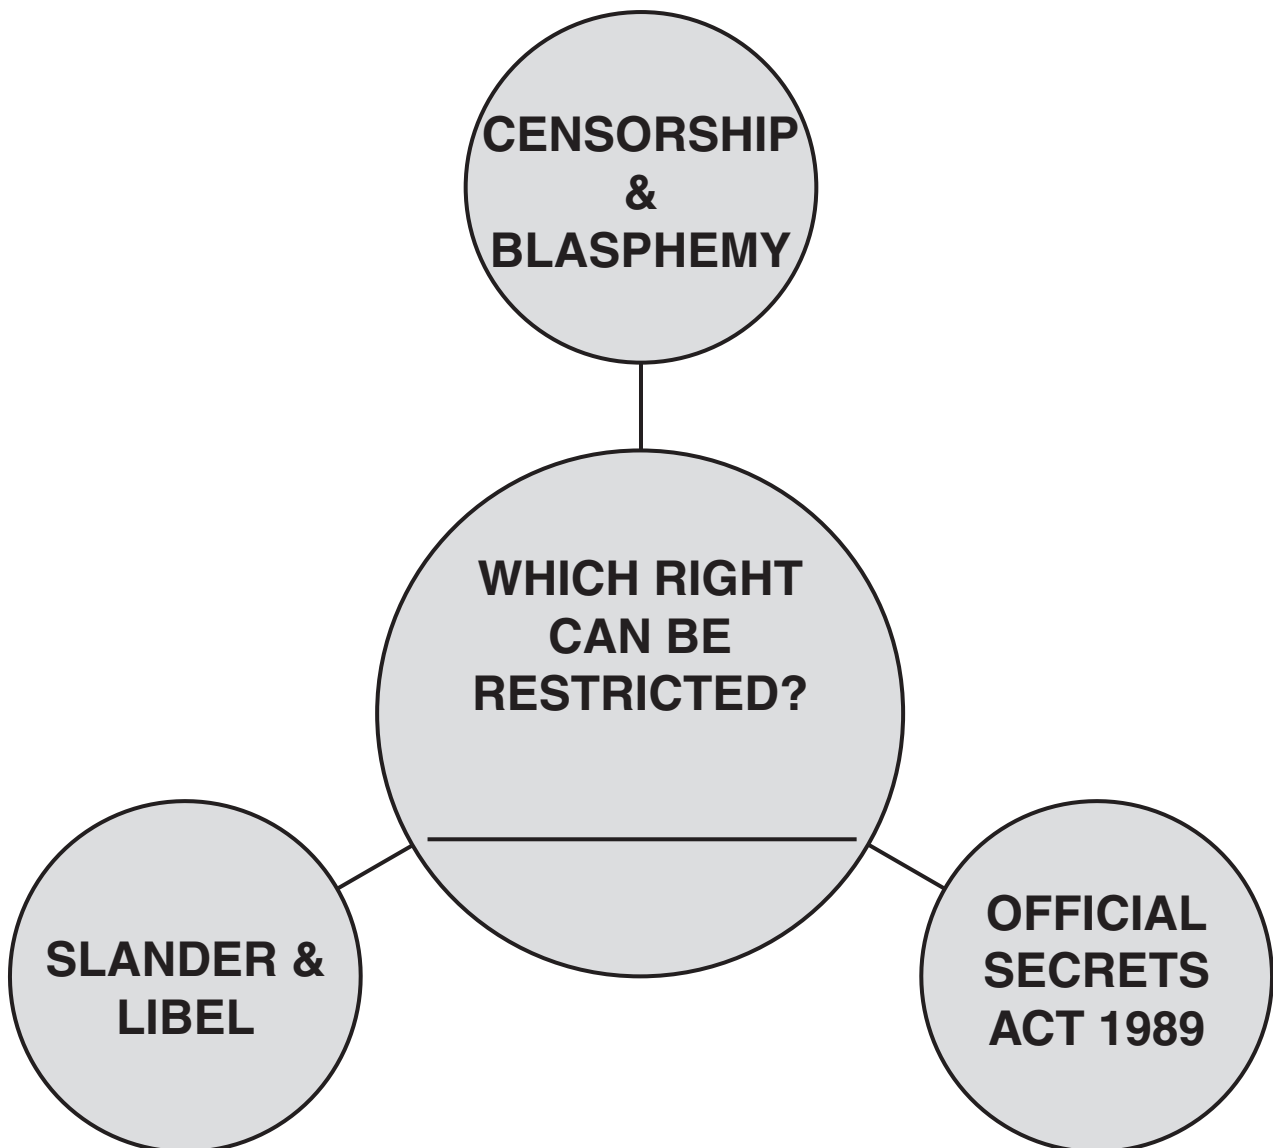 CENSORSHIP
&
BLASPHEMY
WHICH RIGHT
CAN BE
RESTRICTED?
SLANDER &
LIBEL
OFFICIAL
SECRETS
ACT 1989